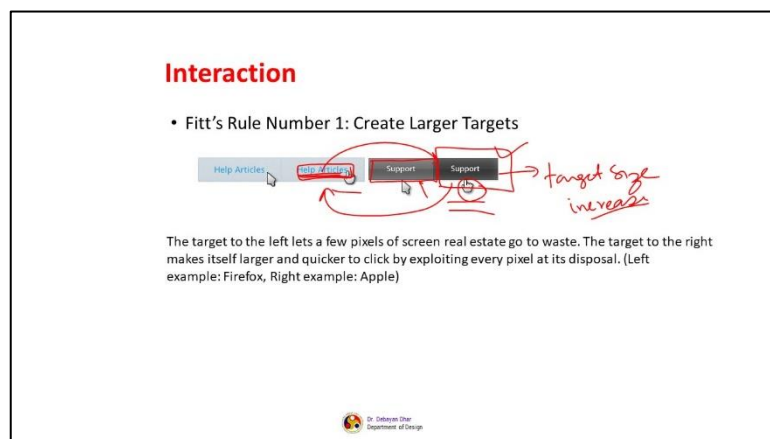 Interaction
• Fitt's Rule Number 1: Create Larger Targets
Help Articles Help Articles Support Support
target size
increase
The target to the left lets a few pixels of screen real estate go to waste. The target to the right
makes itself larger and quicker to click by exploiting every pixel at its disposal. (Left
example: Firefox, Right example: Apple)
Dr. Debayan Dhar
Department of Design